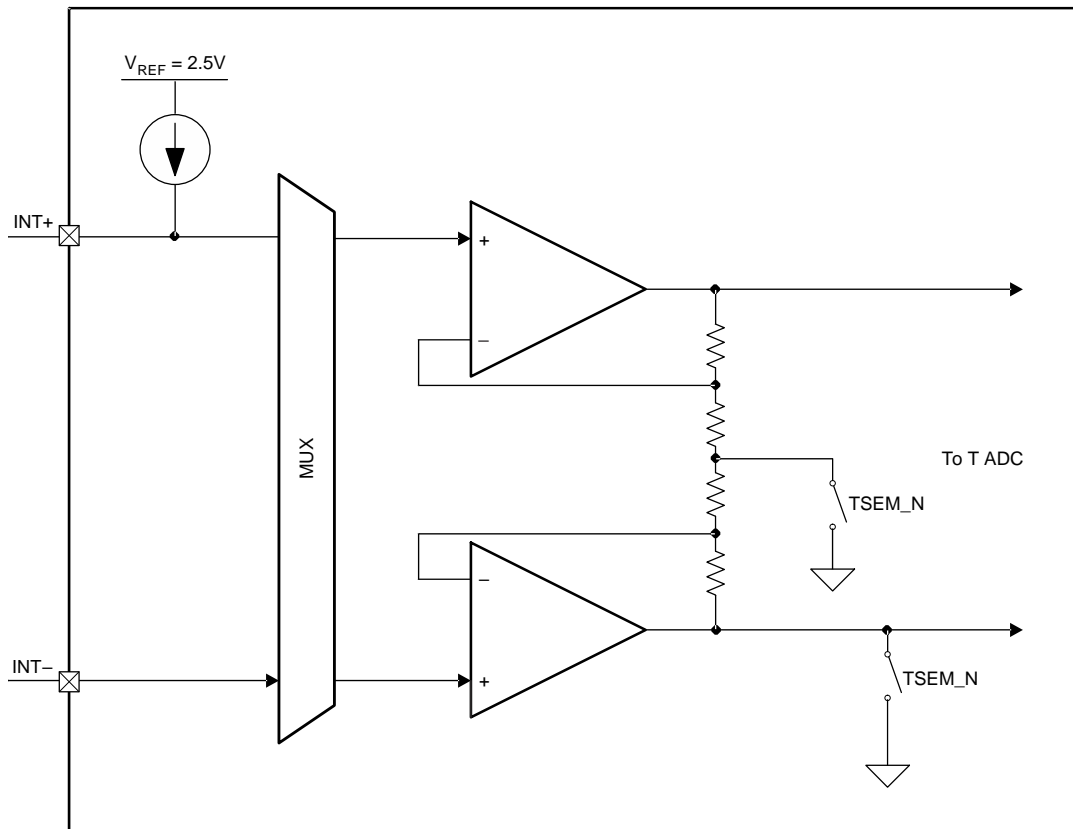 V_REF = 2.5V
INT+
+
−
MUX
To T ADC
TSEM_N
−
INT−
+
TSEM_N